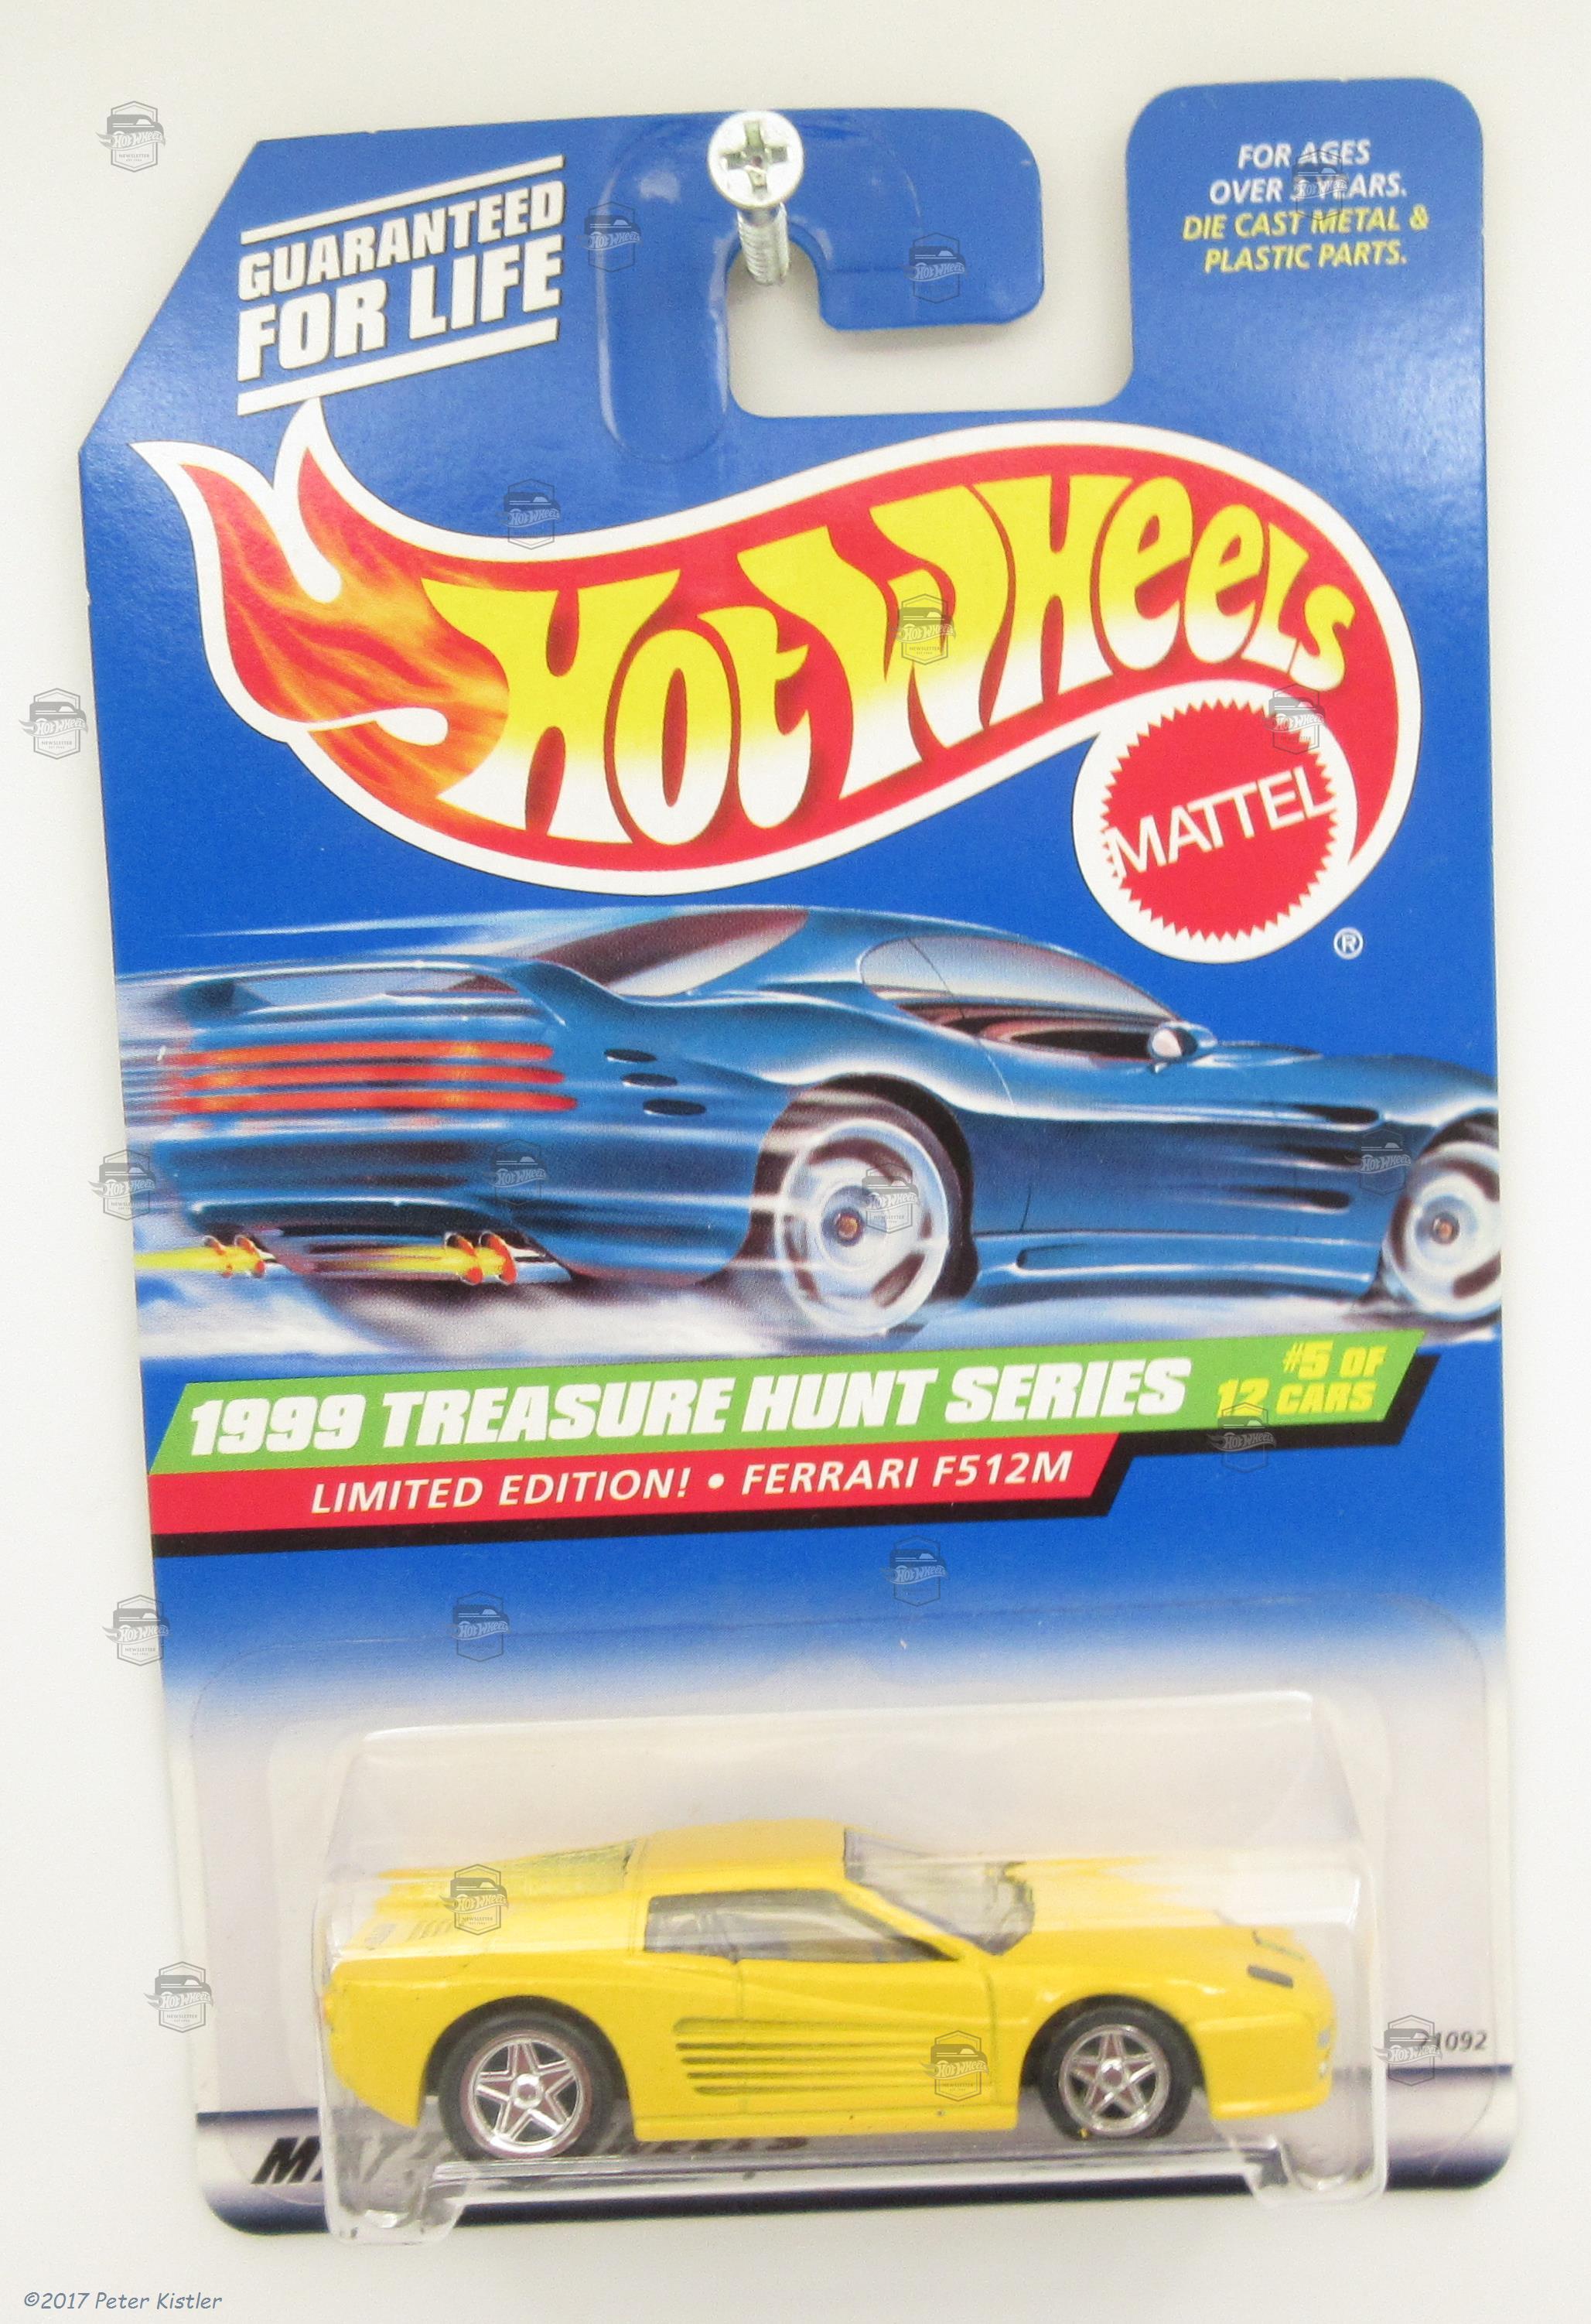 GUARANTEED
FOR LIFE
FOR AGES
OVER 3 YEARS.
DIE CAST METAL &
PLASTIC PARTS.
HOT WHEELS
MATTEL
®
1999 TREASURE HUNT SERIES
#5 OF
12 CARS
LIMITED EDITION! • FERRARI F512M
21092
©2017 Peter Kistler